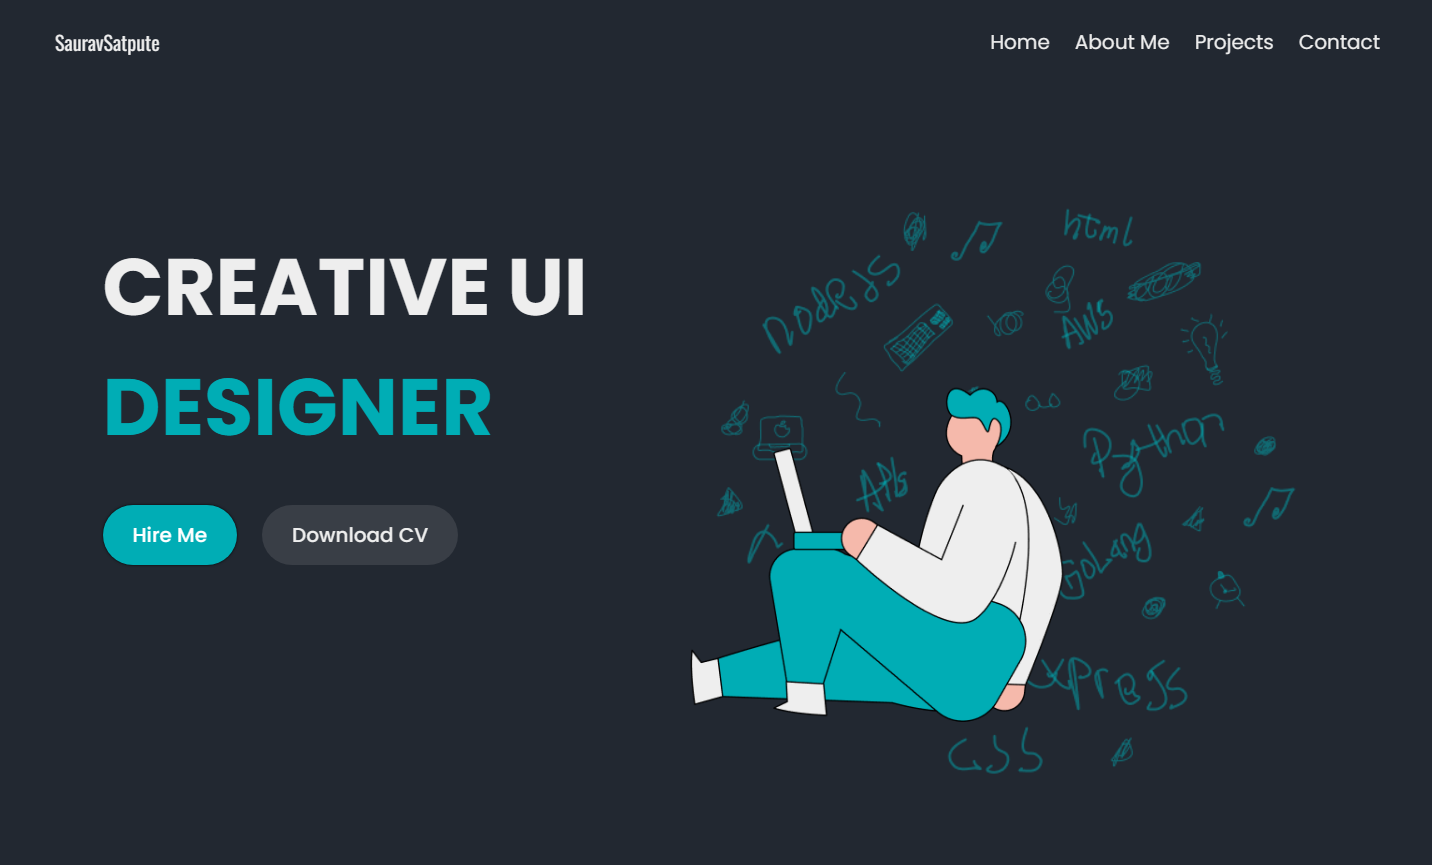 SauravSatpute
Home About Me Projects Contact
CREATIVE UI
DESIGNER
Hire Me Download CV
html
NodeJS
AWS
Python
APIs
GoLang
ExpreJS
CSS